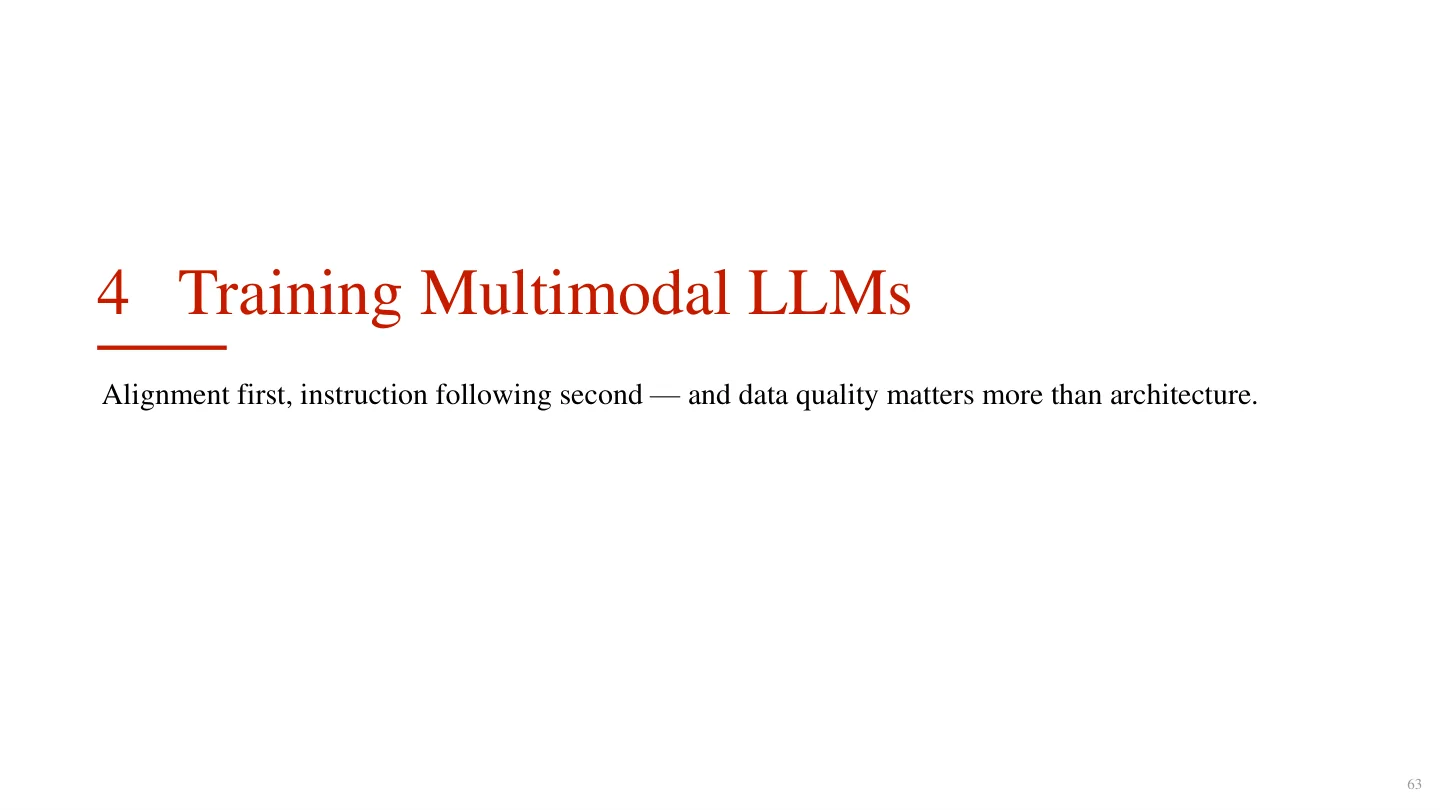 4 Training Multimodal LLMs
Alignment first, instruction following second — and data quality matters more than architecture.
63